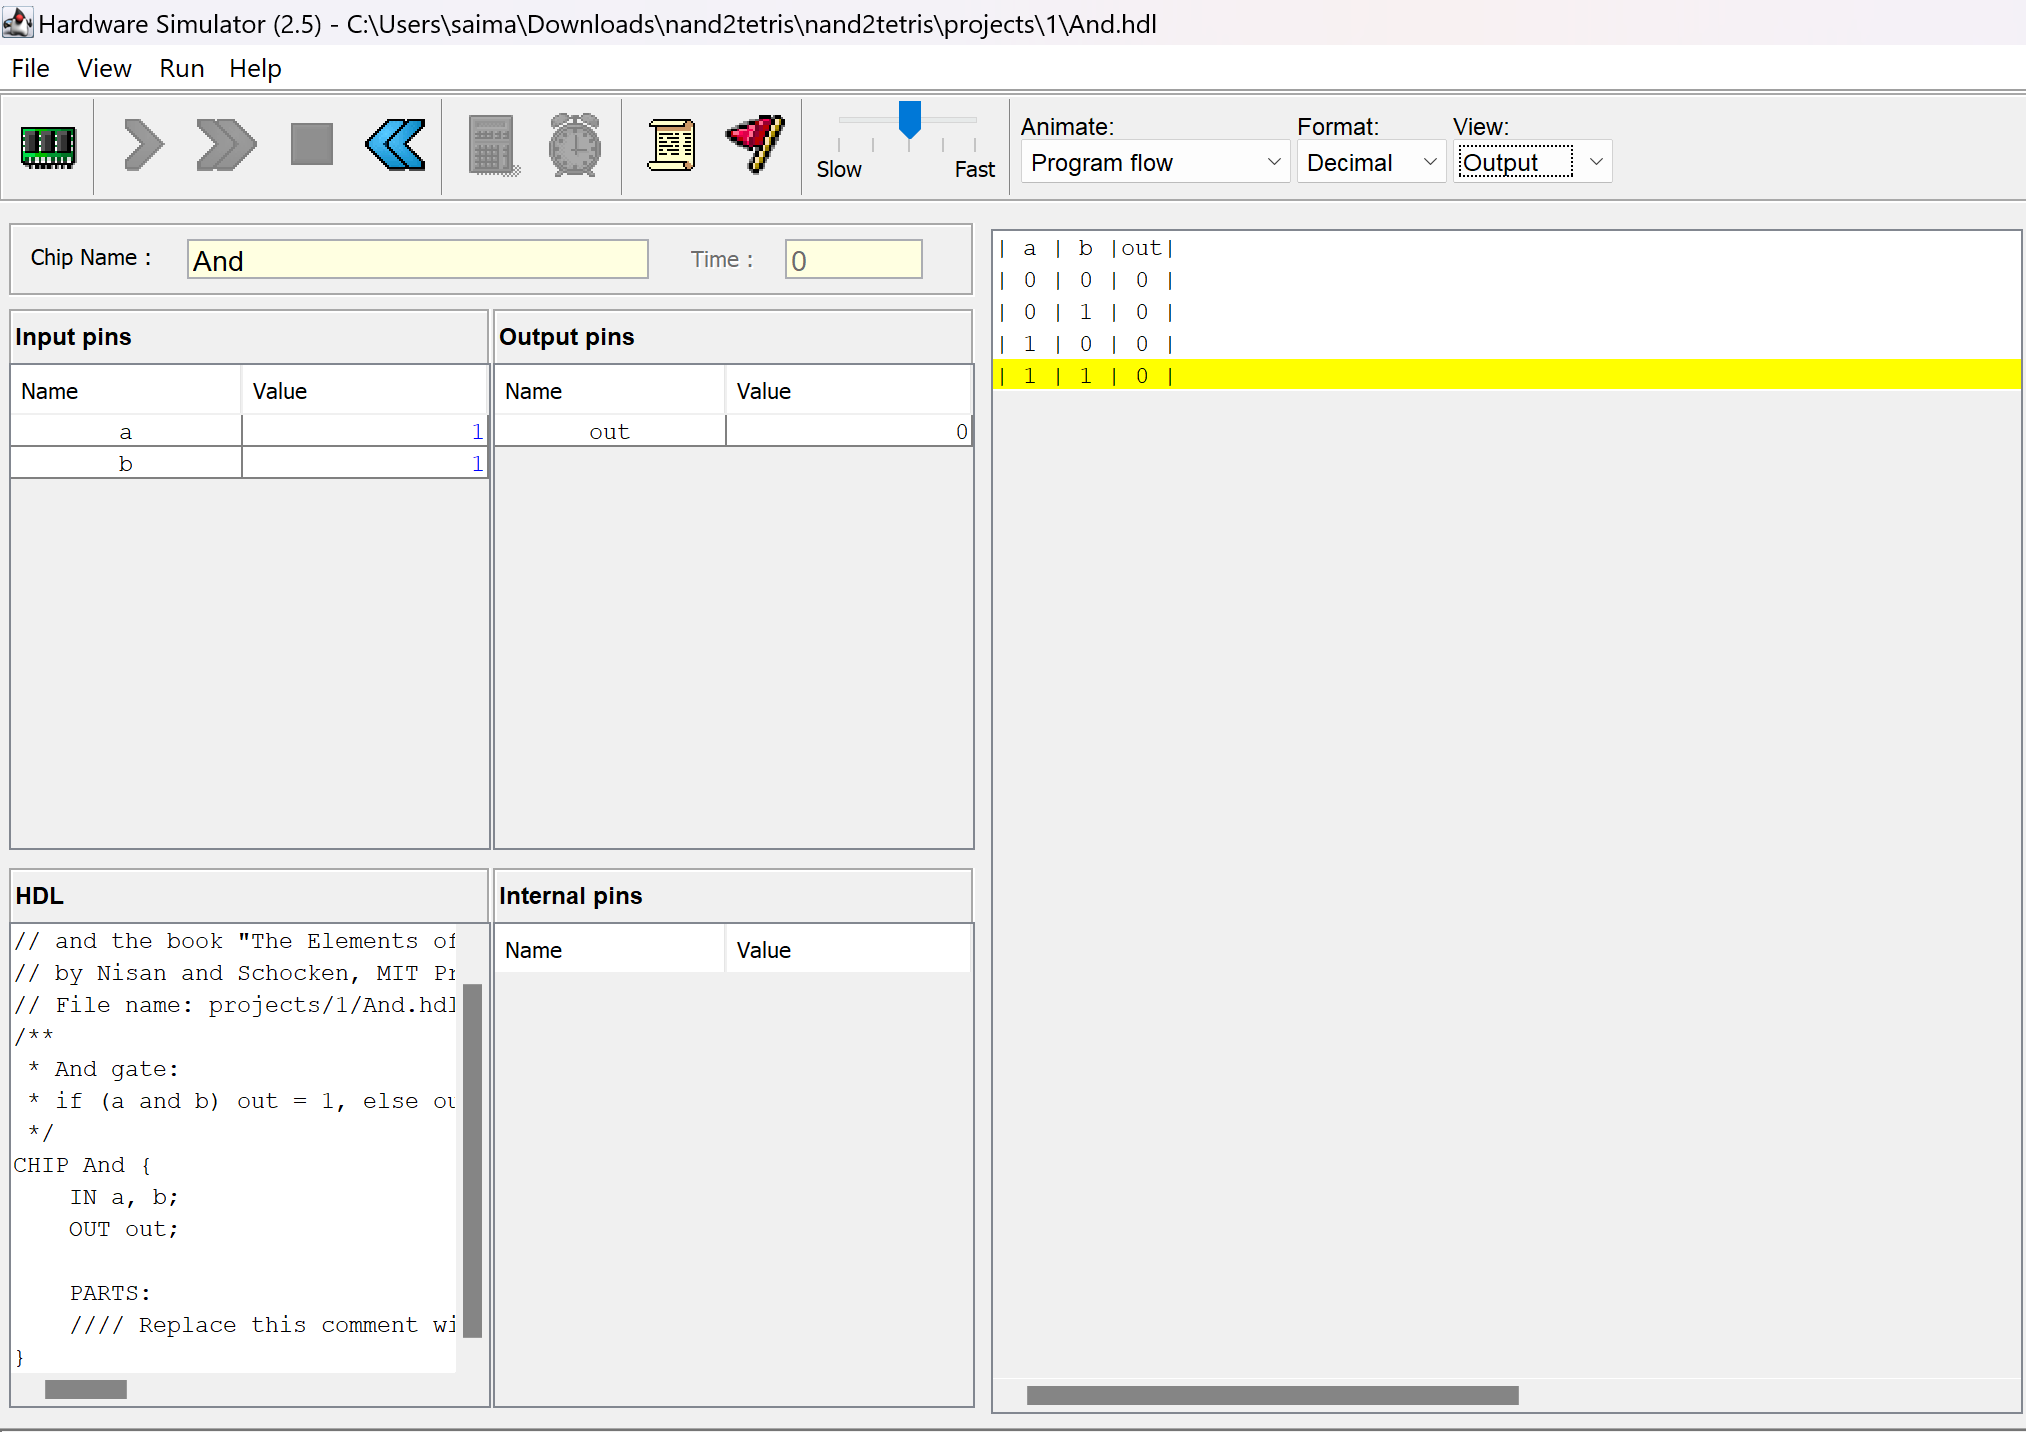 Hardware Simulator (2.5) - C:\Users\saima\Downloads\nand2tetris\nand2tetris\projects\1\And.hdl
File View Run Help
Slow Fast
Animate: Format: View:
Program flow Decimal Output
Chip Name : And Time : 0
Input pins
Name Value
a 1
b 1
Output pins
Name Value
out 0
HDL
// and the book "The Elements of
// by Nisan and Schocken, MIT Pr
// File name: projects/1/And.hdl
/**
 * And gate:
 * if (a and b) out = 1, else ou
 */
CHIP And {
    IN a, b;
    OUT out;
    PARTS:
    //// Replace this comment wi
}
Internal pins
Name Value
| a | b |out|
| 0 | 0 | 0 |
| 0 | 1 | 0 |
| 1 | 0 | 0 |
| 1 | 1 | 0 |